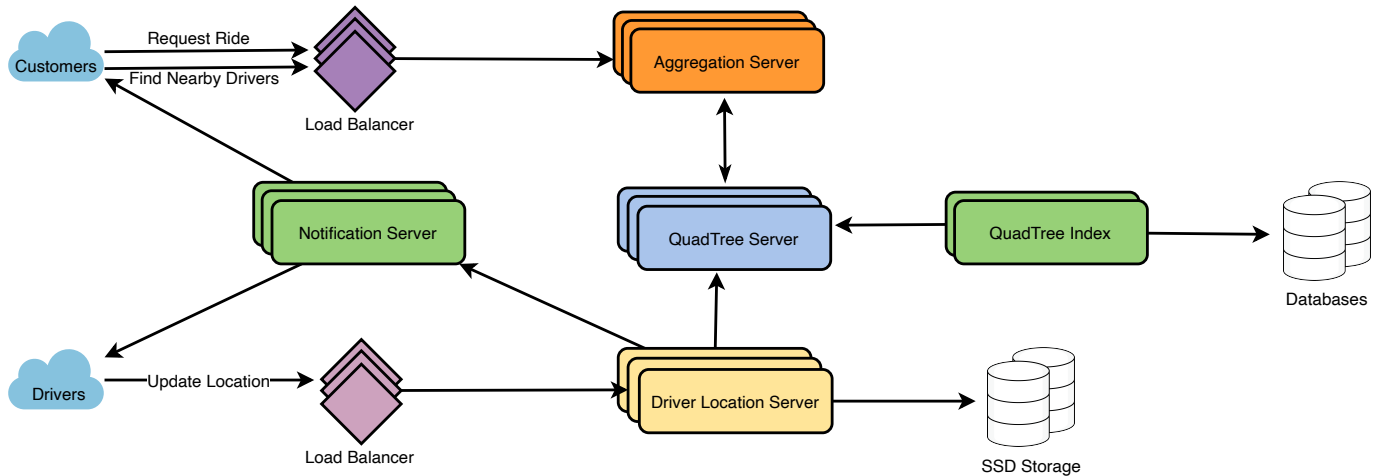 Request Ride
Customers
Find Nearby Drivers
Load Balancer
Aggregation Server
Notification Server
QuadTree Server
QuadTree Index
Databases
Drivers
Update Location
Load Balancer
Driver Location Server
SSD Storage